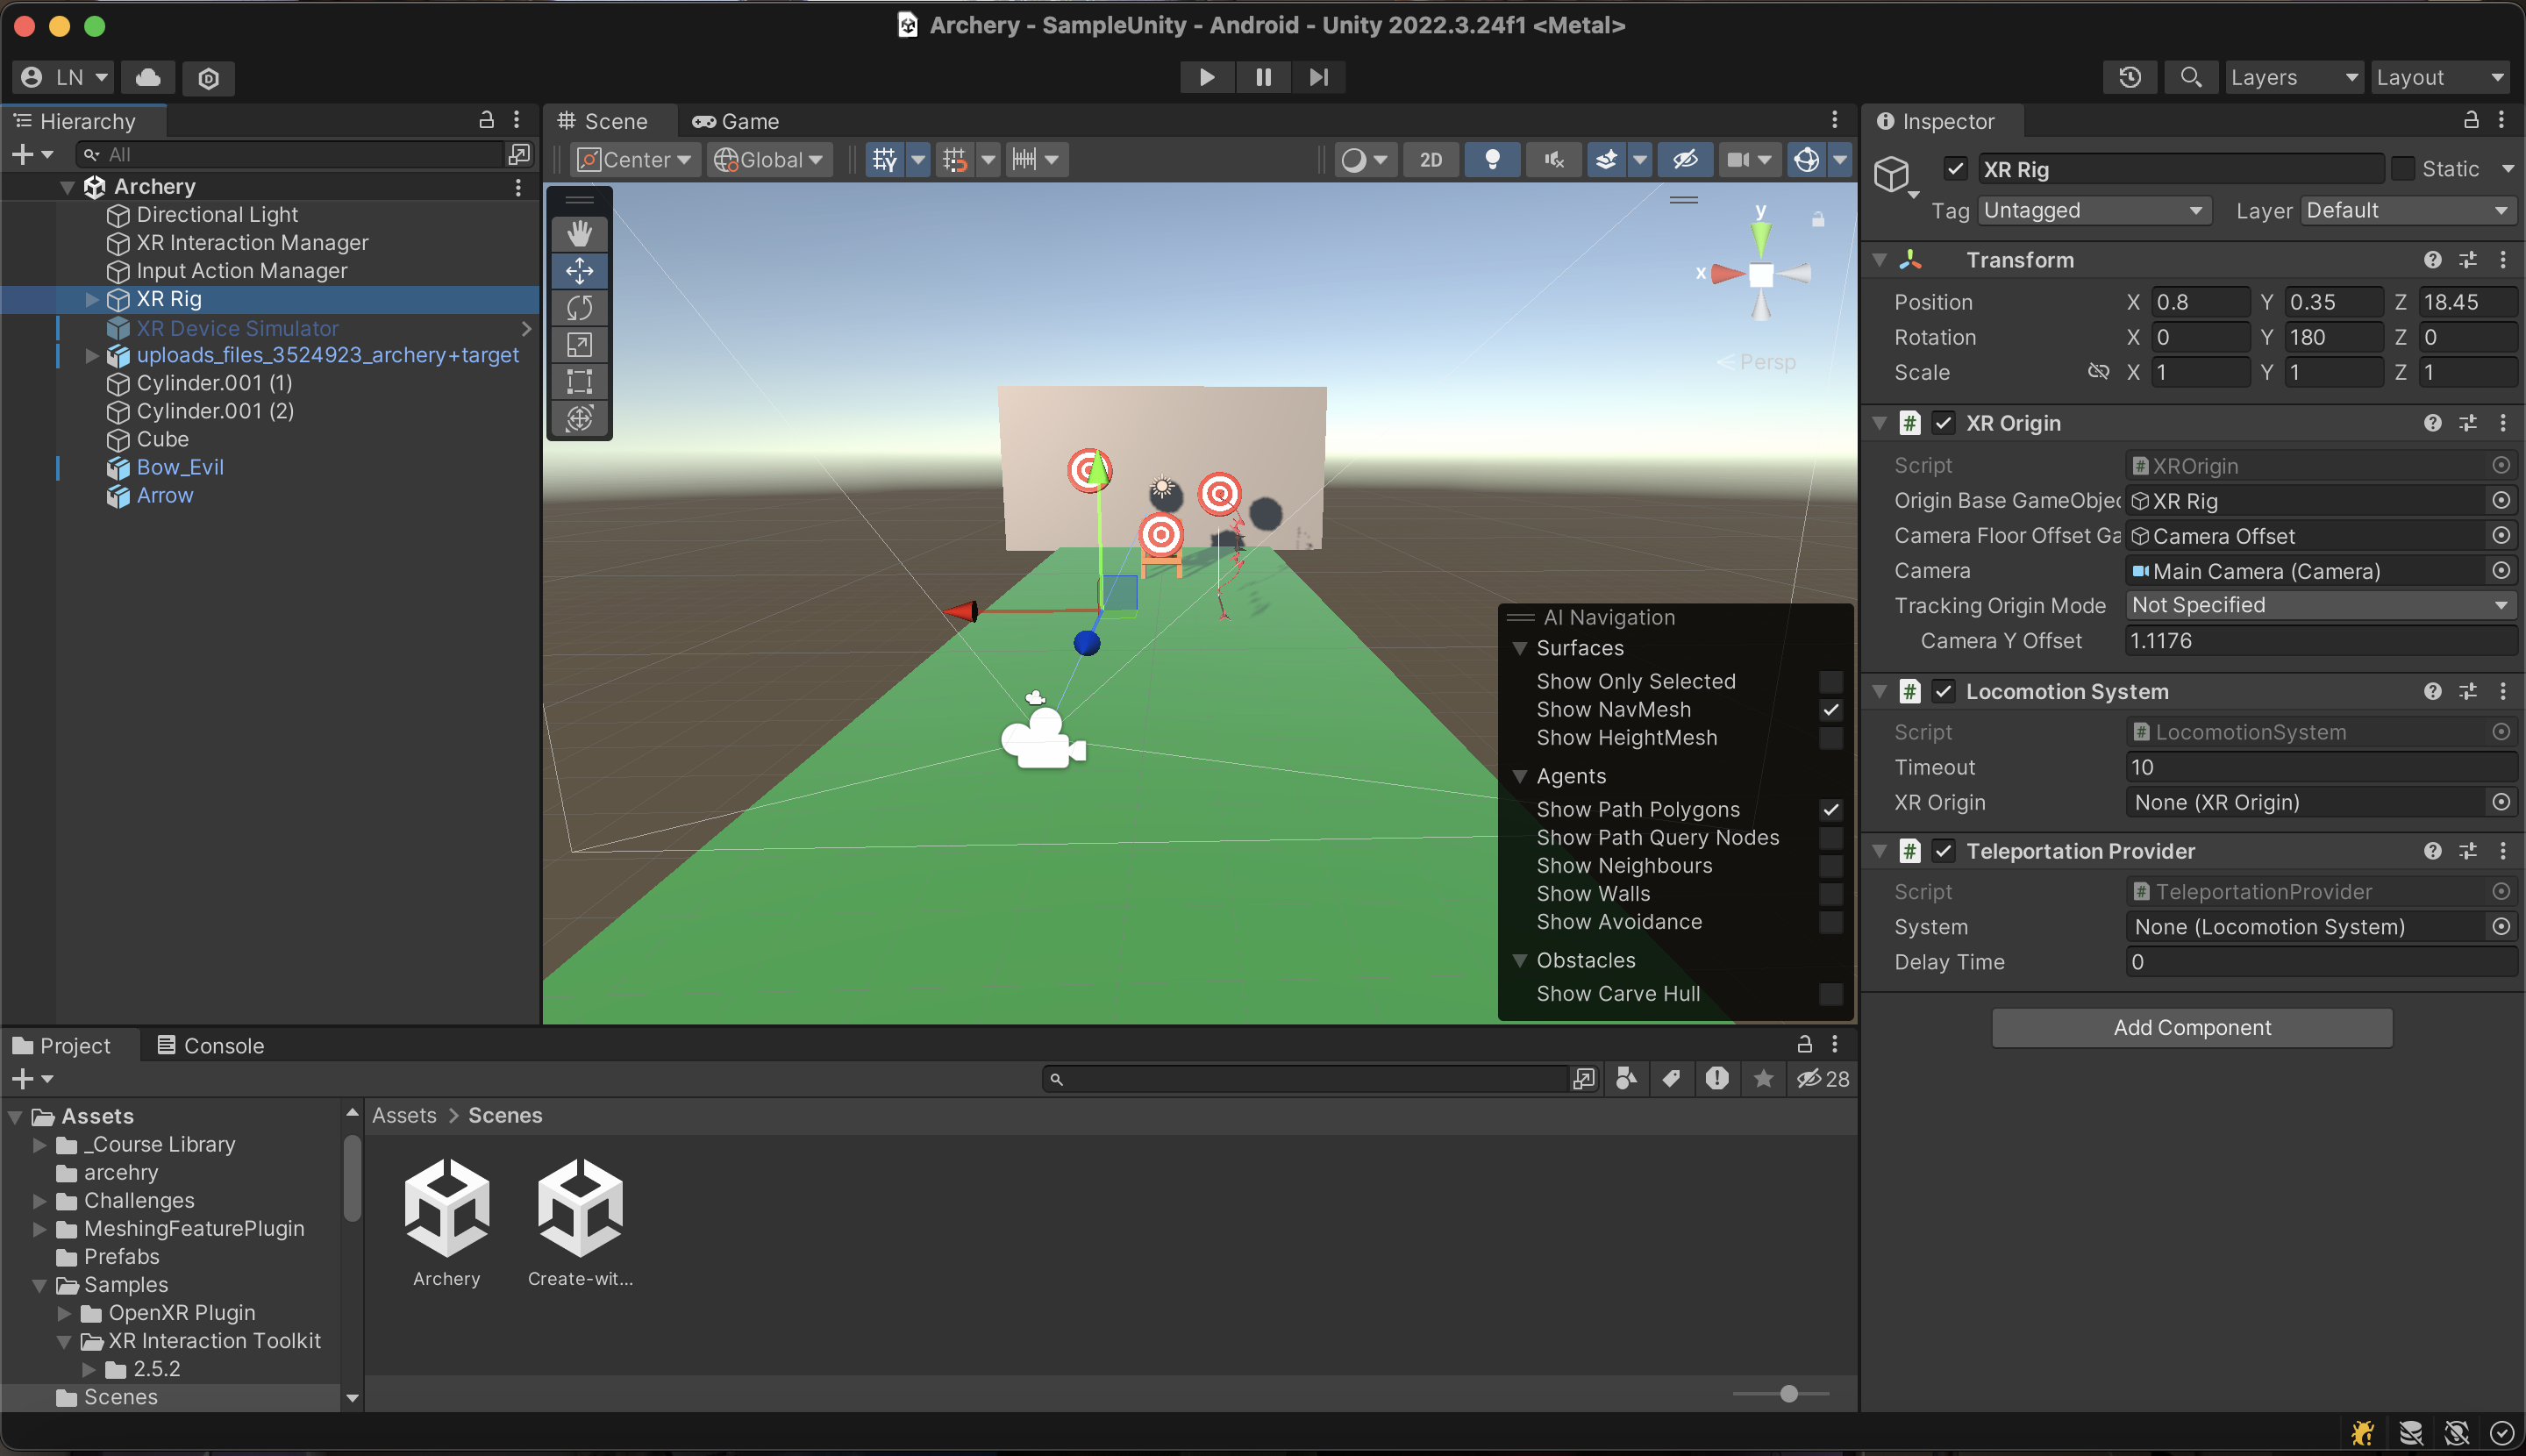 Archery - SampleUnity - Android - Unity 2022.3.24f1 <Metal>
LN
Layers
Layout
Hierarchy
All
Archery
Directional Light
XR Interaction Manager
Input Action Manager
XR Rig
XR Device Simulator
uploads_files_3524923_archery+target
Cylinder.001 (1)
Cylinder.001 (2)
Cube
Bow_Evil
Arrow
Scene
Game
Center
Global
2D
y
x
Persp
AI Navigation
Surfaces
Show Only Selected
Show NavMesh
Show HeightMesh
Agents
Show Path Polygons
Show Path Query Nodes
Show Neighbours
Show Walls
Show Avoidance
Obstacles
Show Carve Hull
Inspector
XR Rig
Static
Tag Untagged Layer Default
Transform
Position X 0.8 Y 0.35 Z 18.45
Rotation X 0 Y 180 Z 0
Scale X 1 Y 1 Z 1
# XR Origin
Script # XROrigin
Origin Base GameObjec XR Rig
Camera Floor Offset Ga Camera Offset
Camera Main Camera (Camera)
Tracking Origin Mode Not Specified
Camera Y Offset 1.1176
# Locomotion System
Script # LocomotionSystem
Timeout 10
XR Origin None (XR Origin)
# Teleportation Provider
Script # TeleportationProvider
System None (Locomotion System)
Delay Time 0
Add Component
Project
Console
28
Assets
_Course Library
arcehry
Challenges
MeshingFeaturePlugin
Prefabs
Samples
OpenXR Plugin
XR Interaction Toolkit
2.5.2
Scenes
Assets > Scenes
Archery
Create-wit...